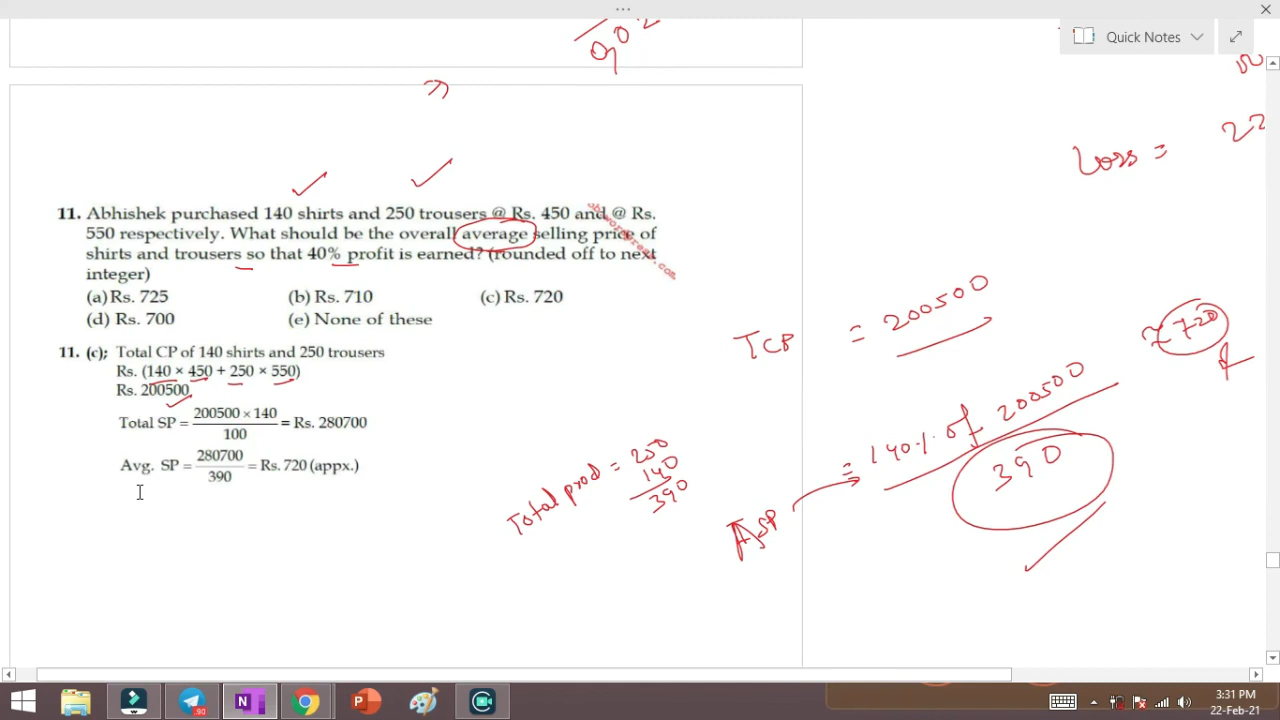 Quick Notes
Loss =
11. Abhishek purchased 140 shirts and 250 trousers @ Rs. 450 and @ Rs.
550 respectively. What should be the overall average selling price of
shirts and trousers so that 40% profit is earned? (rounded off to next
integer)
(a) Rs. 725 (b) Rs. 710 (c) Rs. 720
(d) Rs. 700 (e) None of these
11. (c); Total CP of 140 shirts and 250 trousers
Rs. (140 × 450 + 250 × 550)
Rs. 200500
Total SP = 200500 × 140 / 100 = Rs. 280700
Avg. SP = 280700 / 390 = Rs. 720 (appx.)
TCP = 200500
≈ 720
Total prod = 250
140
390
ASP = 140% of 200500
390
.90
3:31 PM
22-Feb-21